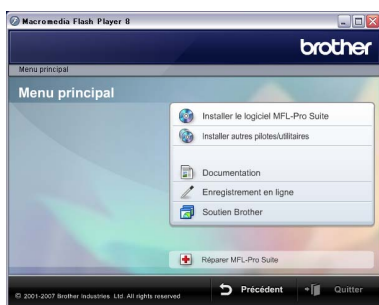 Macromedia Flash Player 8
brother
Menu principal
Menu principal
Installer le logiciel MFL-Pro Suite
Installer autres pilotes/utilitaires
Documentation
Enregistrement en ligne
Soutien Brother
Réparer MFL-Pro Suite
© 2001-2007 Brother Industries Ltd. All rights reserved
Précédent
Quitter